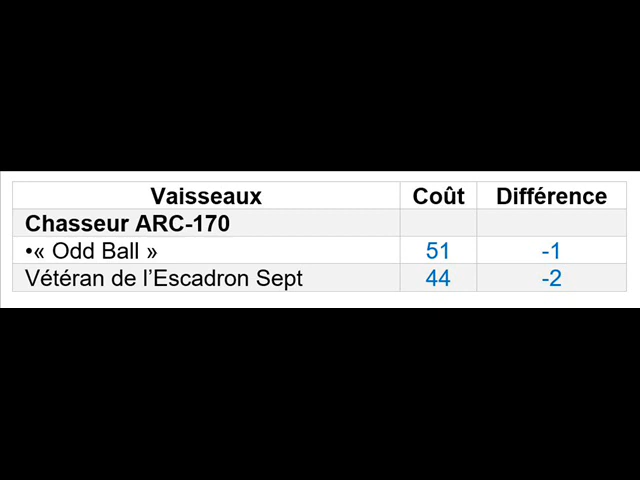 Vaisseaux Coût Différence
Chasseur ARC-170
•« Odd Ball » 51 -1
Vétéran de l’Escadron Sept 44 -2